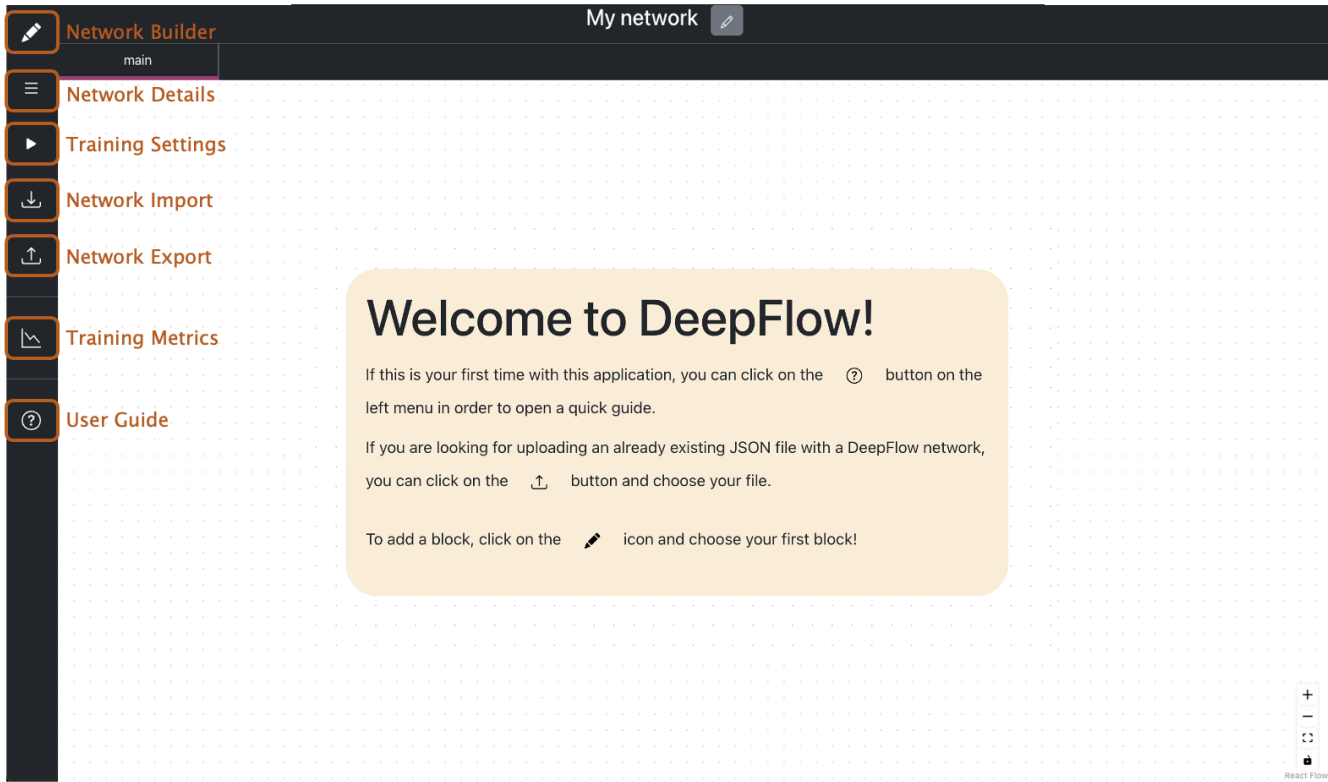 My network
Network Builder
main
Network Details
Training Settings
Network Import
Network Export
Training Metrics
User Guide
Welcome to DeepFlow!
If this is your first time with this application, you can click on the ? button on the
left menu in order to open a quick guide.
If you are looking for uploading an already existing JSON file with a DeepFlow network,
you can click on the button and choose your file.
To add a block, click on the icon and choose your first block!
React Flow